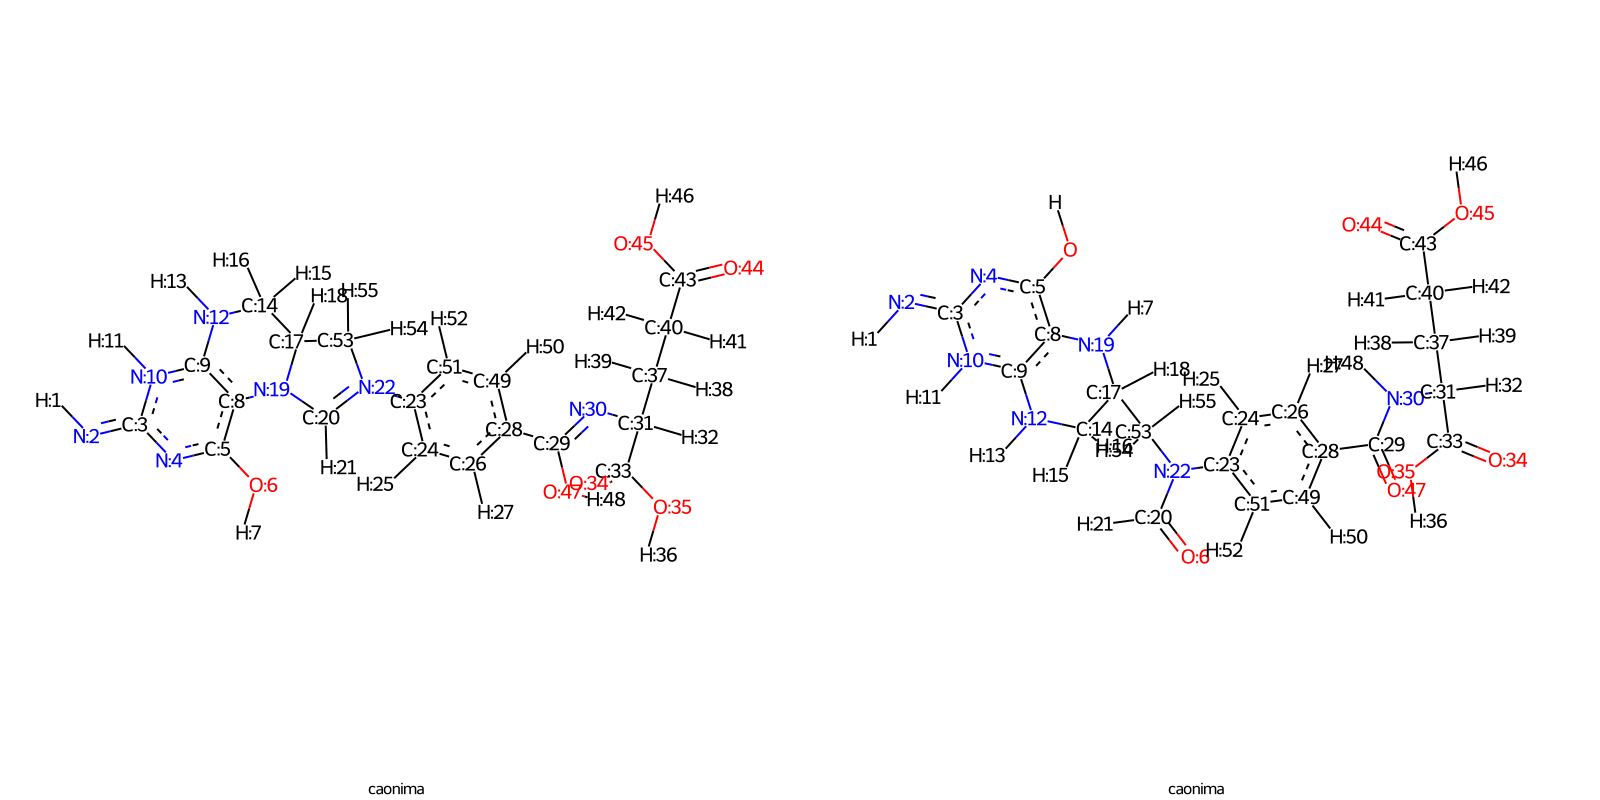 H:46
H:46
O:45
O:44
C:43
O:44
O:45
C:43
H:16
H:15
H:13
H:18
H:55
C:14
N:12
H:42
C:40
H:41
H:52
H:54
C:17
C:53
H:11
C:9
N:10
C:51
H:50
C:49
H:39
C:37
H:38
H:1
N:2
C:3
N:19
C:8
C:20
N:22
C:23
N:30
C:31
H:32
N:4
C:5
C:24
C:28
C:29
C:26
H:25
H:21
O:6
H:7
H:27
C:33
O:34
O:47
H:48
O:35
H:36
H
O
N:4
C:5
N:2
C:3
H:1
C:8
N:19
H:7
N:10
C:9
H:11
H:18
C:17
N:12
C:14
H:13
H:15
H:16
H:54
C:53
H:55
H:25
C:24
C:26
H:27
H:48
N:30
C:31
H:32
H:41
C:40
H:42
H:38
C:37
H:39
C:28
C:29
C:33
O:34
O:35
O:47
H:36
N:22
C:23
C:51
C:49
H:50
H:52
H:21
C:20
O:6
caonima
caonima